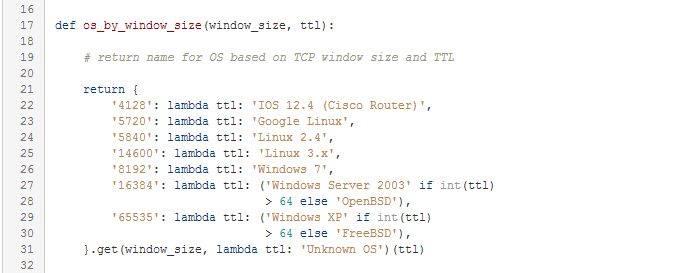 16
17 def os_by_window_size(window_size, ttl):
18
19     # return name for OS based on TCP window size and TTL
20
21     return {
22         '4128': lambda ttl: 'IOS 12.4 (Cisco Router)',
23         '5720': lambda ttl: 'Google Linux',
24         '5840': lambda ttl: 'Linux 2.4',
25         '14600': lambda ttl: 'Linux 3.x',
26         '8192': lambda ttl: 'Windows 7',
27         '16384': lambda ttl: ('Windows Server 2003' if int(ttl)
28                               > 64 else 'OpenBSD'),
29         '65535': lambda ttl: ('Windows XP' if int(ttl)
30                               > 64 else 'FreeBSD'),
31     }.get(window_size, lambda ttl: 'Unknown OS')(ttl)
32